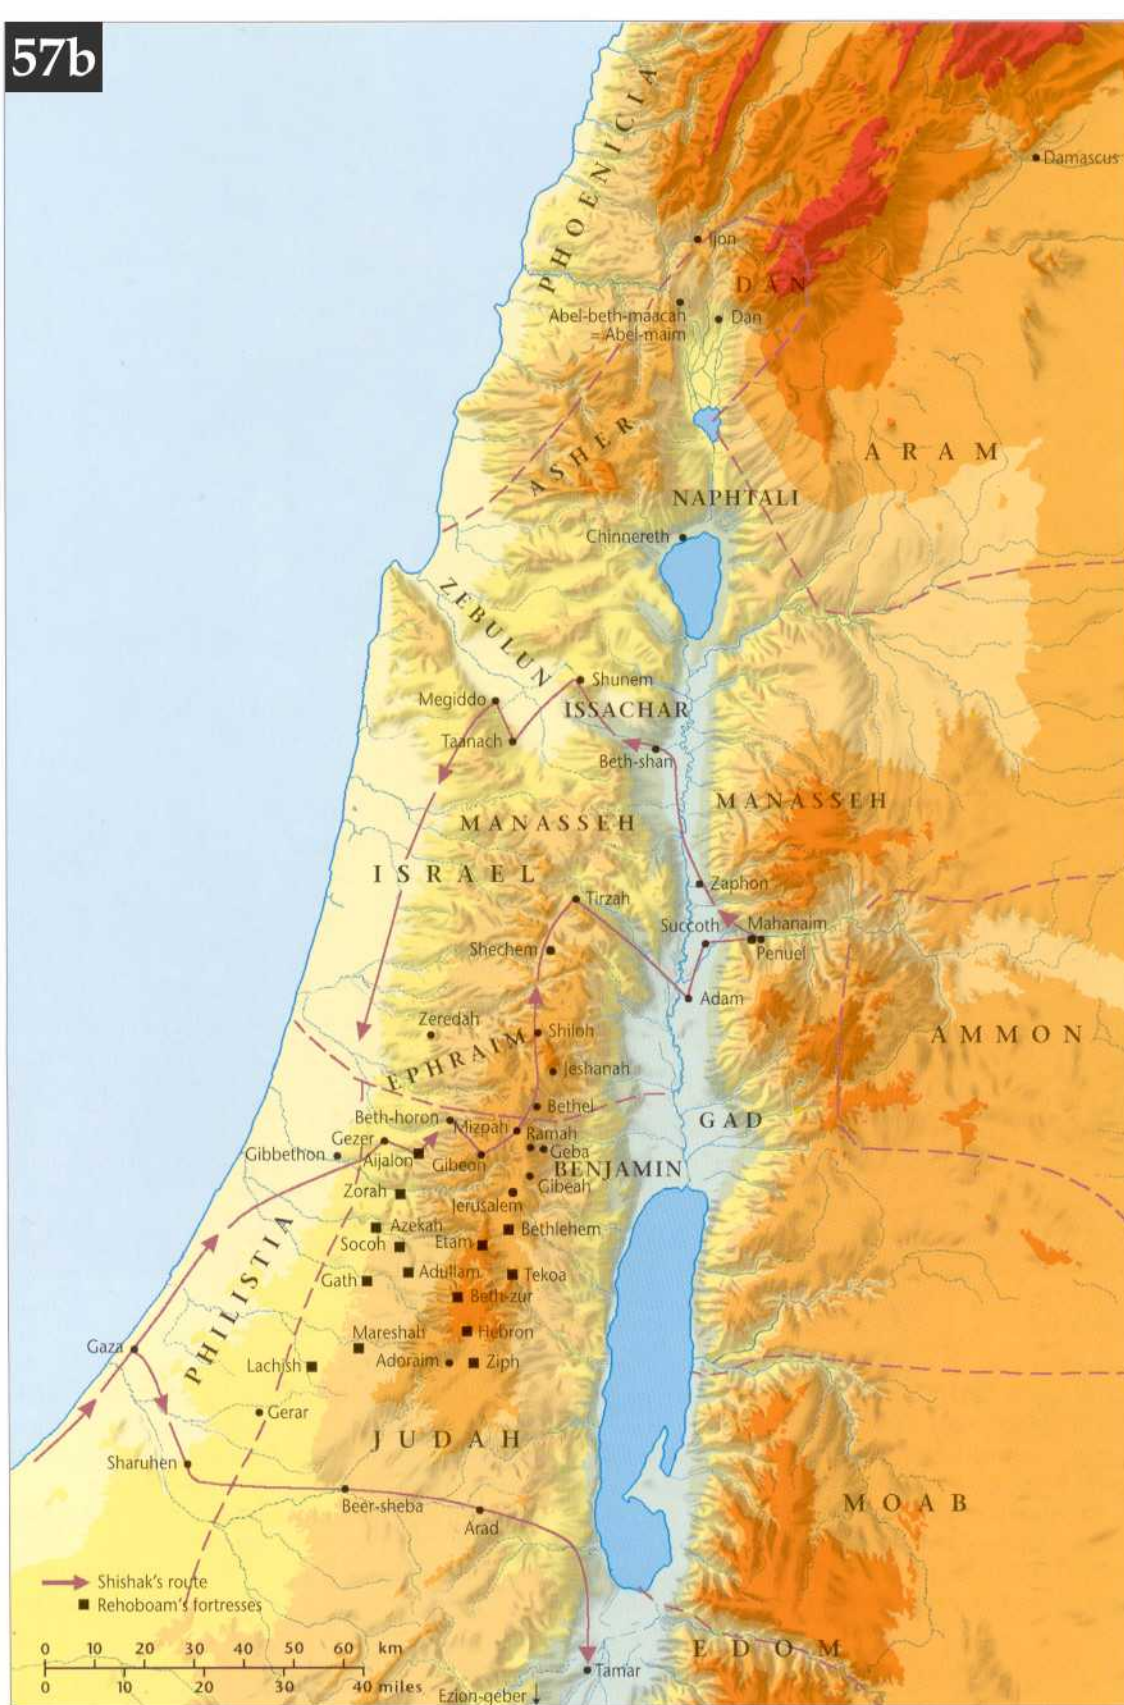 57b
PHOENICIA
Damascus
Ijon
DAN
Abel-beth-maacah
= Abel-maim
Dan
ASHER
ARAM
NAPHTALI
Chinnereth
ZEBULUN
Shunem
Megiddo
ISSACHAR
Taanach
Beth-shan
MANASSEH
MANASSEH
ISRAEL
Zaphon
Tirzah
Succoth
Mahanaim
Shechem
Penuel
Adam
Zeredah
Shiloh
AMMON
EPHRAIM
Jeshanah
Bethel
Beth-horon
Mizpah
GAD
Gezer
Ramah
Gibbethon
Aijalon
Gibeon
Geba
BENJAMIN
Zorah
Gibeah
Jerusalem
Azekah
Bethlehem
Socoh
Etam
PHILISTIA
Gath
Adullam
Tekoa
Beth-zur
Gaza
Mareshah
Hebron
Lachish
Adoraim
Ziph
Gerar
JUDAH
Sharuhen
Beer-sheba
MOAB
Arad
Shishak's route
Rehoboam's fortresses
0 10 20 30 40 50 60 km
0 10 20 30 40 miles
EDOM
Tamar
Ezion-geber